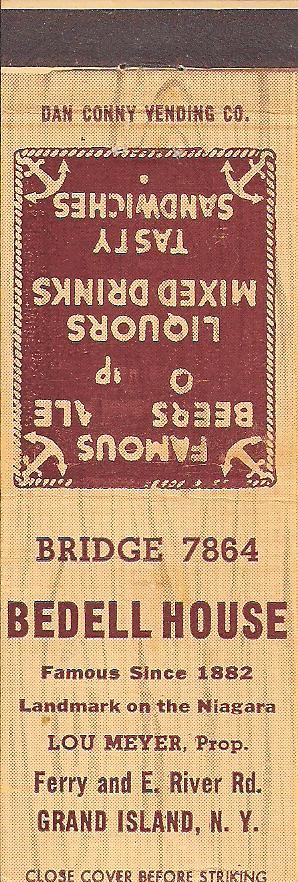 DAN CONNY VENDING CO.
FAMOUS
BEERS ALE
LIQUORS
MIXED DRINKS
TASTY
SANDWICHES
BRIDGE 7864
BEDELL HOUSE
Famous Since 1882
Landmark on the Niagara
LOU MEYER, Prop.
Ferry and E. River Rd.
GRAND ISLAND, N. Y.
CLOSE COVER BEFORE STRIKING